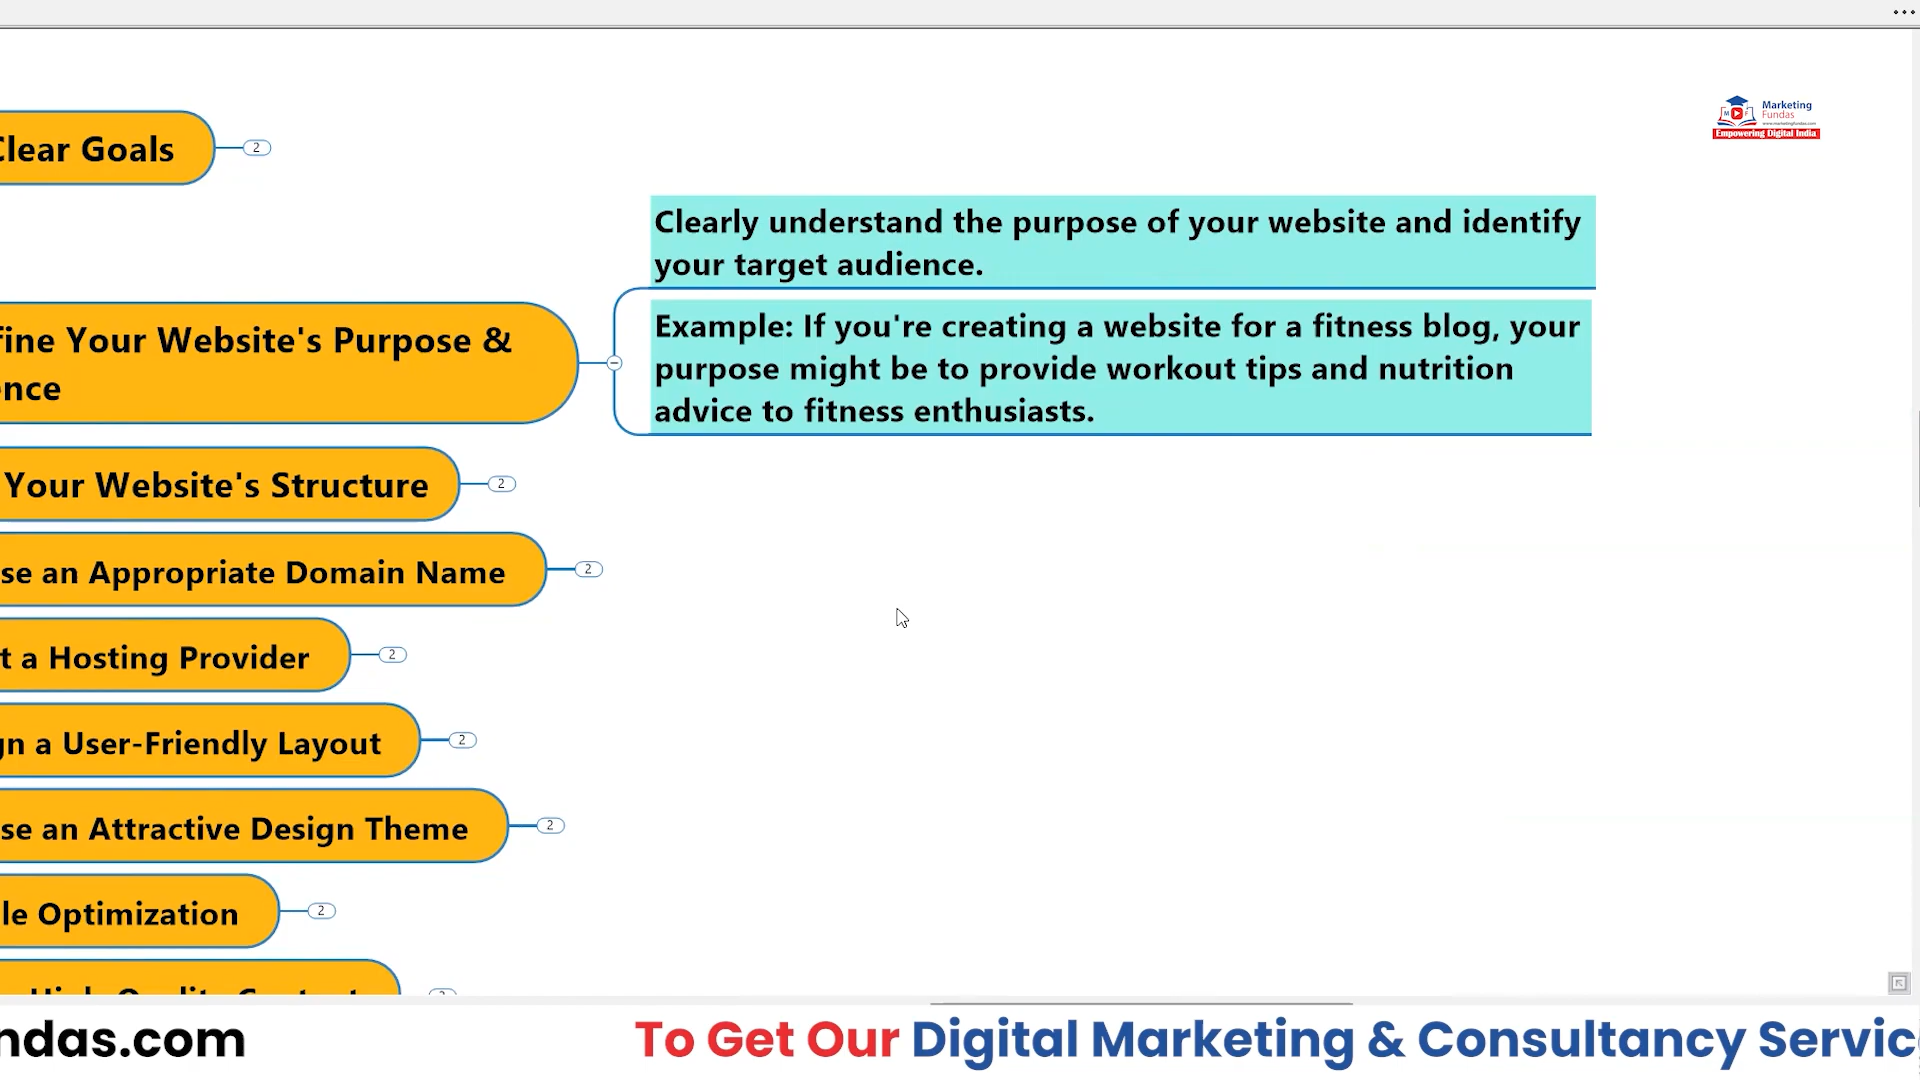 Clear Goals
2
Marketing
Fundas
www.marketingfundas.com
Empowering Digital India
Clearly understand the purpose of your website and identify
your target audience.
fine Your Website's Purpose &
ence
Example: If you're creating a website for a fitness blog, your
purpose might be to provide workout tips and nutrition
advice to fitness enthusiasts.
Your Website's Structure
2
se an Appropriate Domain Name
2
t a Hosting Provider
2
gn a User-Friendly Layout
2
se an Attractive Design Theme
2
le Optimization
2
ndas.com
To Get Our Digital Marketing & Consultancy Servic